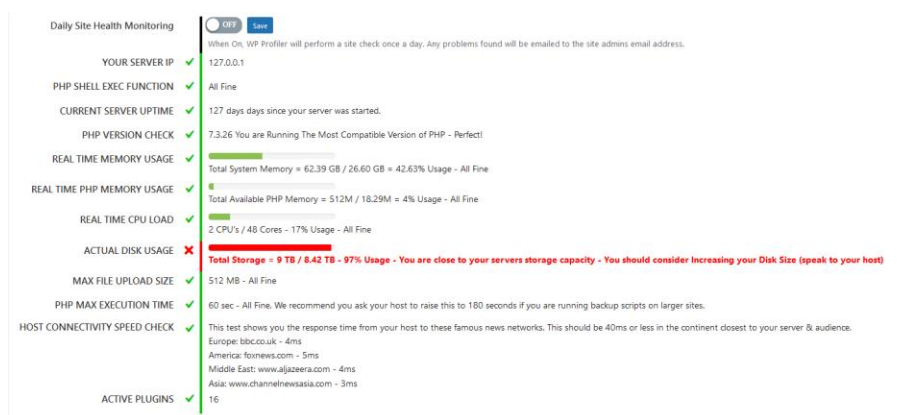 Daily Site Health Monitoring OFF Save
When On, WP Profiler will perform a site check once a day. Any problems found will be emailed to the site admins email address.
YOUR SERVER IP 127.0.0.1
PHP SHELL EXEC FUNCTION All Fine
CURRENT SERVER UPTIME 127 days days since your server was started.
PHP VERSION CHECK 7.3.26 You are Running The Most Compatible Version of PHP - Perfect!
REAL TIME MEMORY USAGE
Total System Memory = 62.39 GB / 26.60 GB = 42.63% Usage - All Fine
REAL TIME PHP MEMORY USAGE
Total Available PHP Memory = 512M / 18.29M = 4% Usage - All Fine
REAL TIME CPU LOAD
2 CPU's / 48 Cores - 17% Usage - All Fine
ACTUAL DISK USAGE
Total Storage = 9 TB / 8.42 TB - 97% Usage - You are close to your servers storage capacity - You should consider Increasing your Disk Size (speak to your host)
MAX FILE UPLOAD SIZE 512 MB - All Fine
PHP MAX EXECUTION TIME 60 sec - All Fine. We recommend you ask your host to raise this to 180 seconds if you are running backup scripts on larger sites.
HOST CONNECTIVITY SPEED CHECK This test shows you the response time from your host to these famous news networks. This should be 40ms or less in the continent closest to your server & audience.
Europe: bbc.co.uk - 4ms
America: foxnews.com - 5ms
Middle East: www.aljazeera.com - 4ms
Asia: www.channelnewsasia.com - 3ms
ACTIVE PLUGINS 16